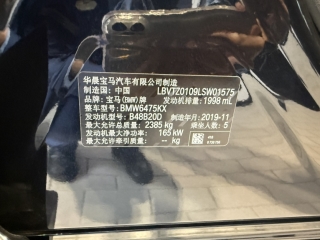 华晨宝马汽车有限公司制造
制造国：中国 LBVTZ0109LSW01575
品牌：宝马(BMW)牌 发动机排量：1998 mL
整车型号：BMW6475KX
发动机型号：B48B20D 制造年月：2019-11
最大允许总质量：2385 kg 乘坐人数：5
发动机最大净功率：165 kW
最大允许牵引质量：-- kg